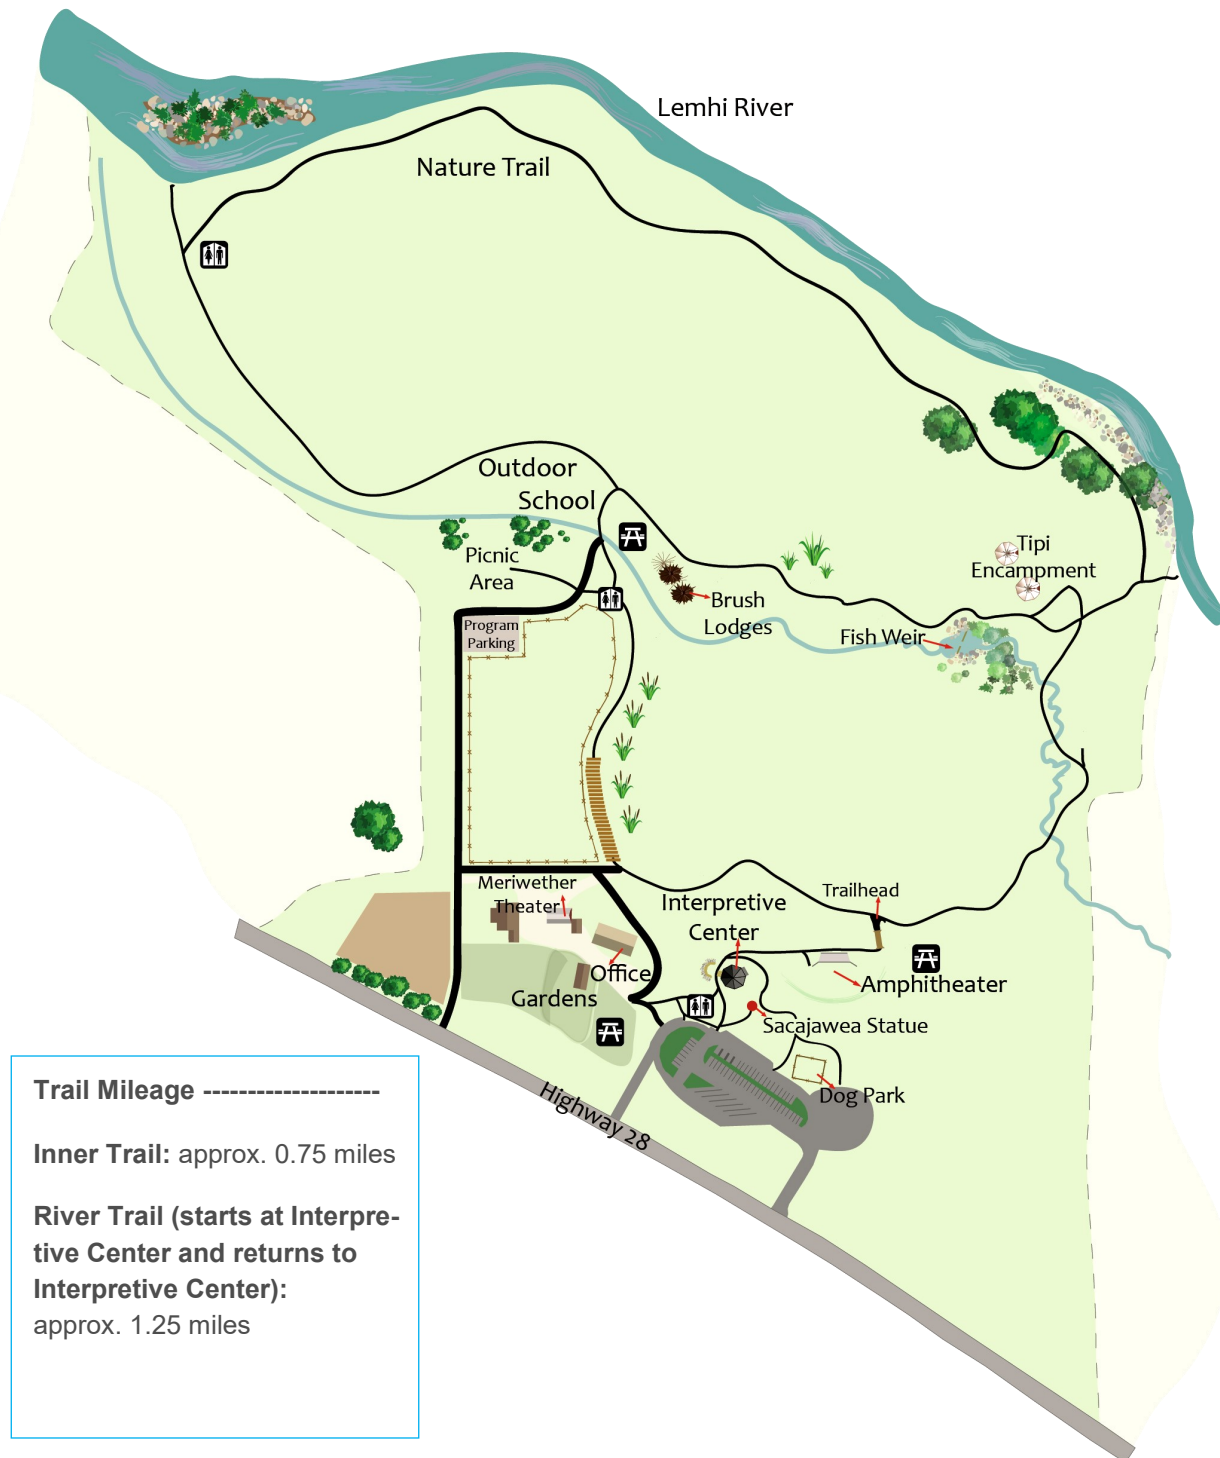 Lemhi River
Nature Trail
Outdoor
School
Picnic
Area
Tipi
Encampment
Brush
Lodges
Fish Weir
Program
Parking
Meriwether
Theater
Interpretive
Center
Trailhead
Office
Gardens
Amphitheater
Sacajawea Statue
Dog Park
Highway 28
Trail Mileage --------------------
Inner Trail: approx. 0.75 miles
River Trail (starts at Interpre-
tive Center and returns to
Interpretive Center):
approx. 1.25 miles